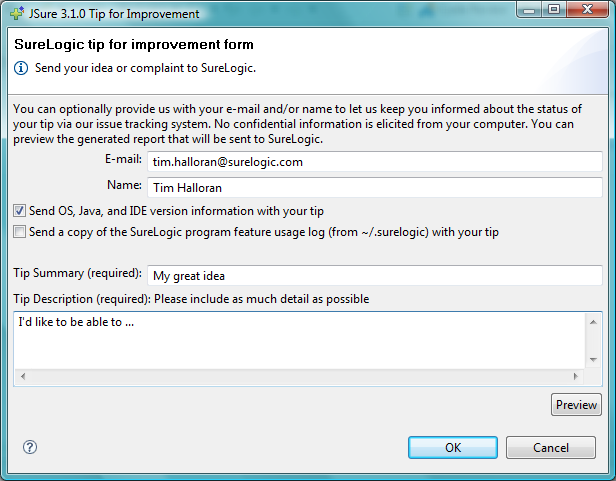 JSure 3.1.0 Tip for Improvement
SureLogic tip for improvement form
Send your idea or complaint to SureLogic.
You can optionally provide us with your e-mail and/or name to let us keep you informed about the status of
your tip via our issue tracking system. No confidential information is elicited from your computer. You can
preview the generated report that will be sent to SureLogic.
E-mail: tim.halloran@surelogic.com
Name: Tim Halloran
Send OS, Java, and IDE version information with your tip
Send a copy of the SureLogic program feature usage log (from ~/.surelogic) with your tip
Tip Summary (required): My great idea
Tip Description (required): Please include as much detail as possible
I'd like to be able to ...
Preview
OK Cancel